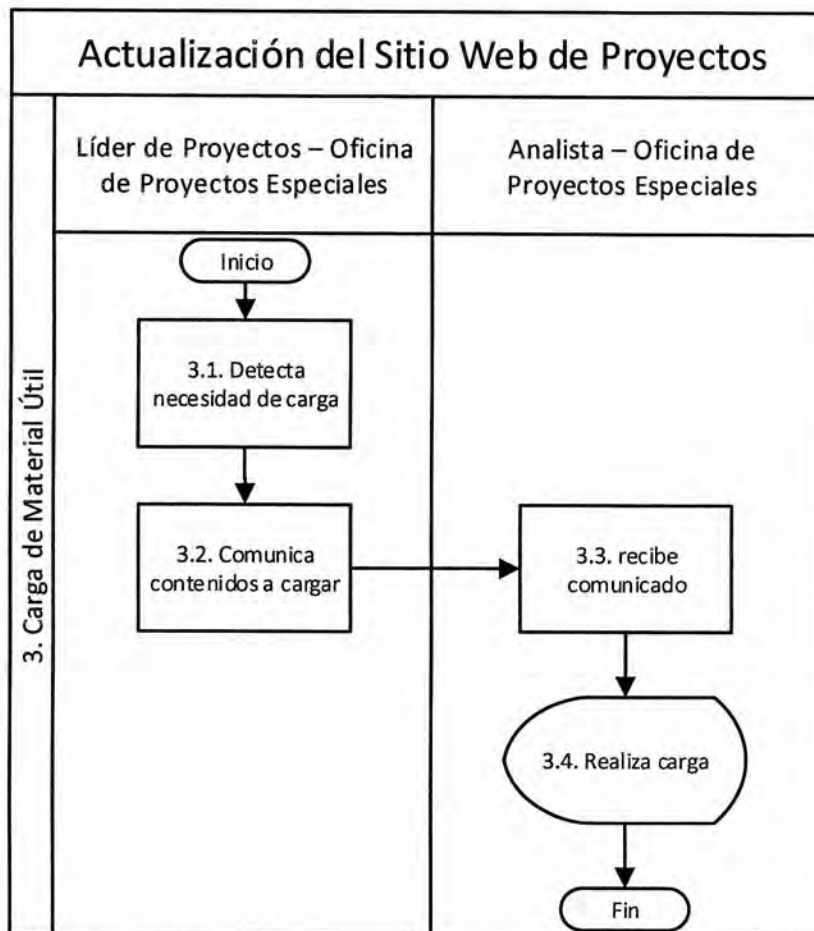 Actualización del Sitio Web de Proyectos
Líder de Proyectos – Oficina
de Proyectos Especiales
Analista – Oficina de
Proyectos Especiales
3. Carga de Material Útil
Inicio
3.1. Detecta
necesidad de carga
3.2. Comunica
contenidos a cargar
3.3. recibe
comunicado
3.4. Realiza carga
Fin